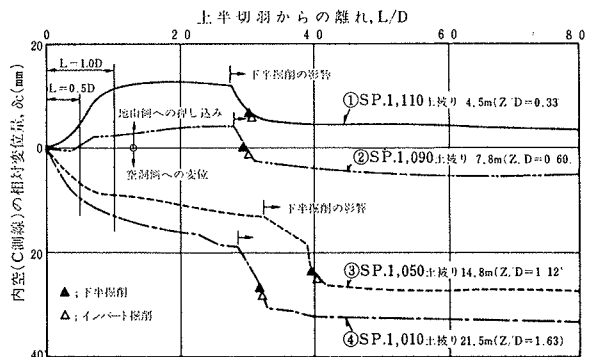 上半切羽からの離れ, L/D
0 20 40 60 80
内空(C測線)の相対変位量, δc(mm)
20
0
20
40
L=1.0D
L=0.5D
地山側への押し込み
空洞側への変位
下半掘削の影響
①SP.1,110 土被り 4.5m(Z/D=0.33
②SP.1,090 土被り 7.8m(Z/D=0 60.
下半掘削の影響
③SP.1,050 土被り 14.8m(Z/D=1 12
④SP.1,010 土被り 21.5m(Z/D=1.63)
▲;下半掘削
△;インバート掘削